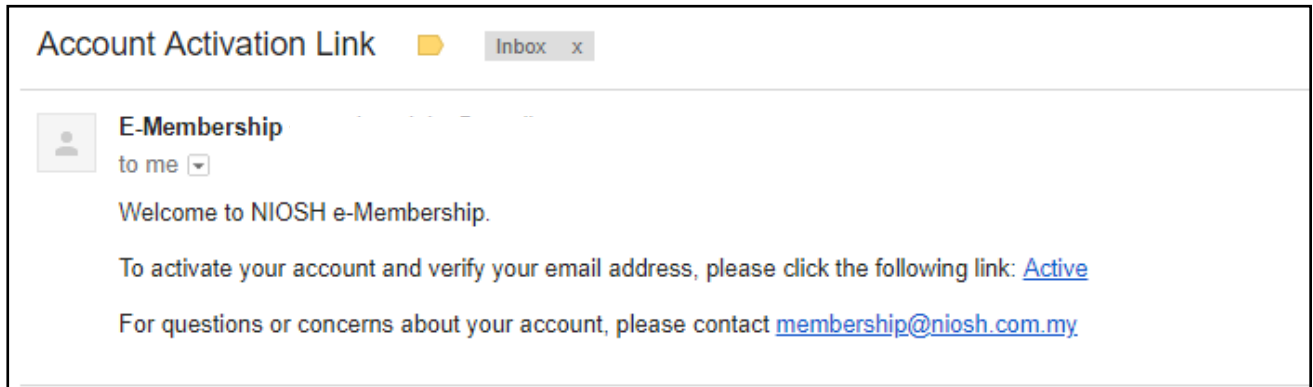 Account Activation Link
Inbox x
E-Membership
to me
Welcome to NIOSH e-Membership.
To activate your account and verify your email address, please click the following link: Active
For questions or concerns about your account, please contact membership@niosh.com.my